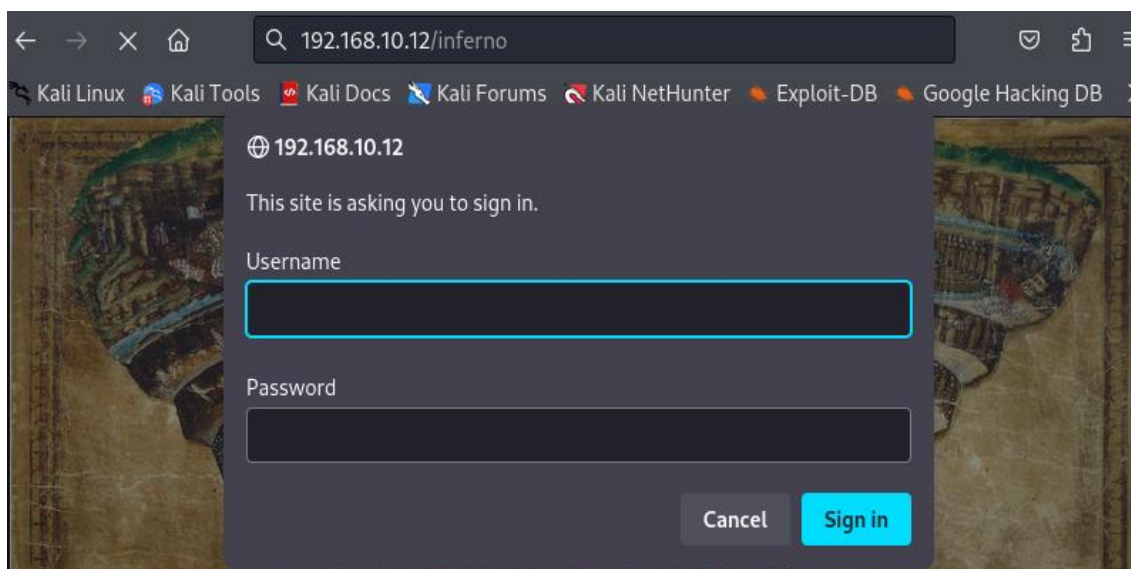 192.168.10.12/inferno
Kali Linux Kali Tools Kali Docs Kali Forums Kali NetHunter Exploit-DB Google Hacking DB
192.168.10.12
This site is asking you to sign in.
Username
Password
Cancel Sign in